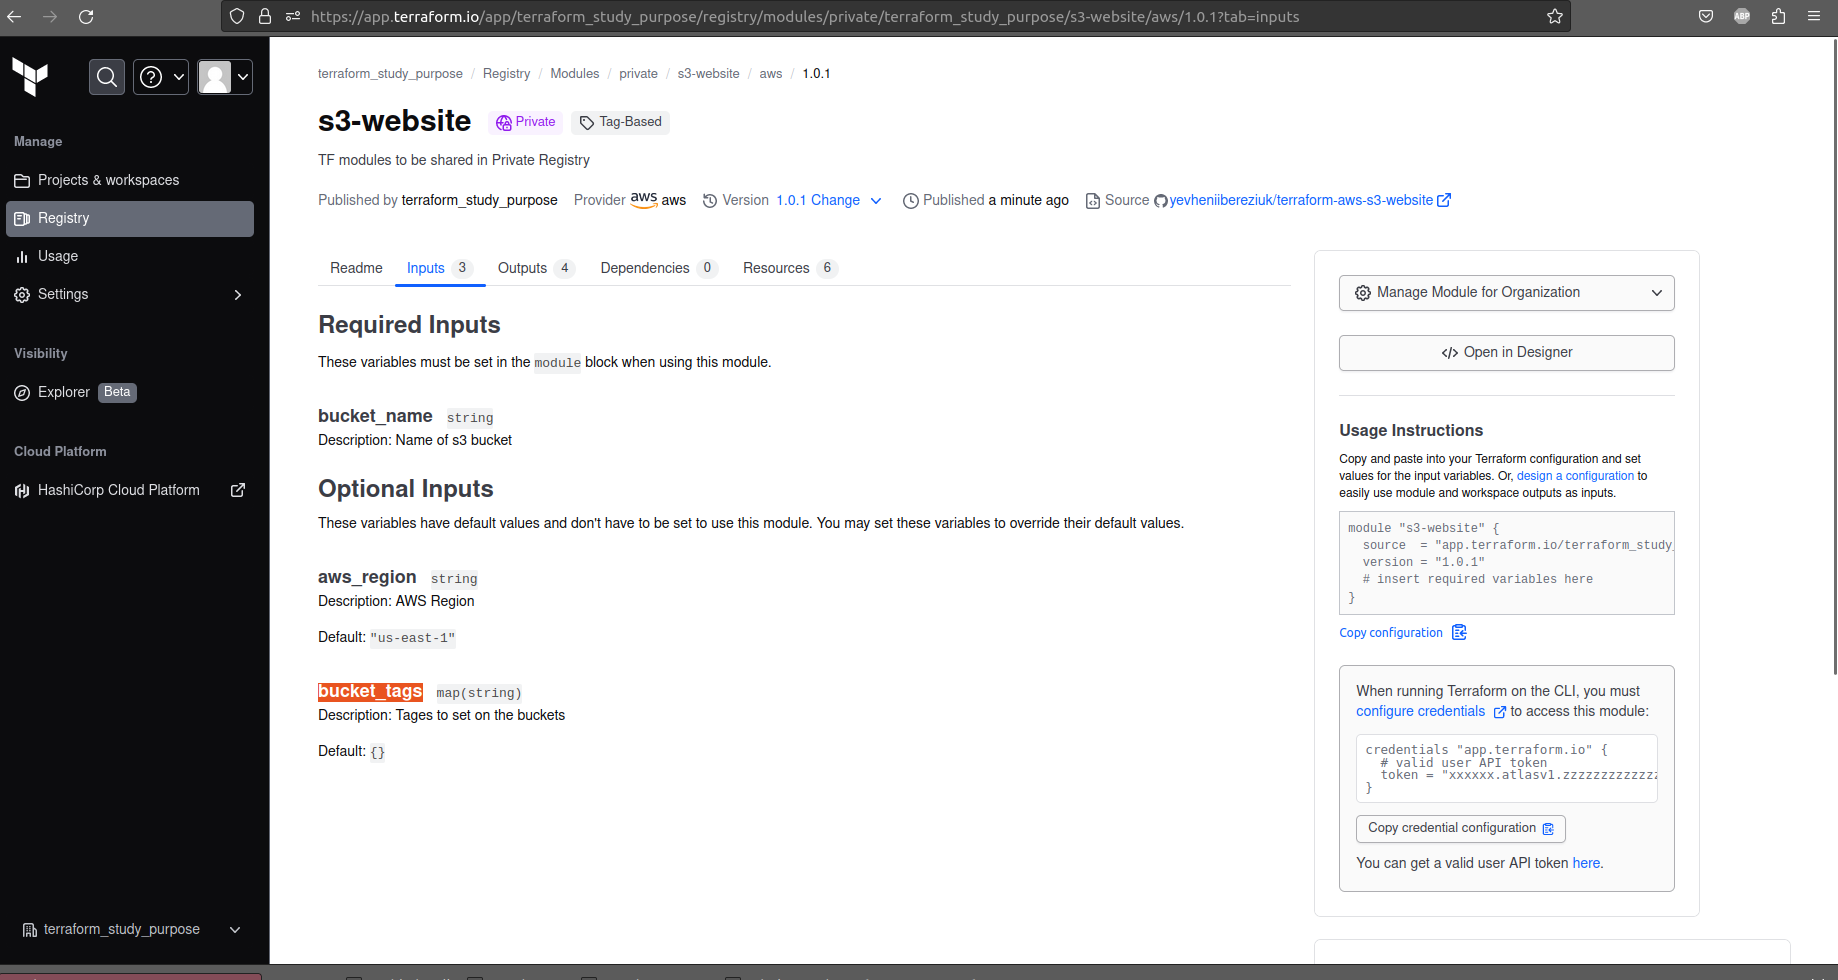 https://app.terraform.io/app/terraform_study_purpose/registry/modules/private/terraform_study_purpose/s3-website/aws/1.0.1?tab=inputs
ABP
Manage
Projects & workspaces
Registry
Usage
Settings
Visibility
Explorer Beta
Cloud Platform
HashiCorp Cloud Platform
terraform_study_purpose
terraform_study_purpose / Registry / Modules / private / s3-website / aws / 1.0.1
s3-website Private Tag-Based
TF modules to be shared in Private Registry
Published by terraform_study_purpose Provider aws aws Version 1.0.1 Change Published a minute ago Source yevheniibereziuk/terraform-aws-s3-website
Readme Inputs 3 Outputs 4 Dependencies 0 Resources 6
Required Inputs
These variables must be set in the module block when using this module.
bucket_name string
Description: Name of s3 bucket
Optional Inputs
These variables have default values and don't have to be set to use this module. You may set these variables to override their default values.
aws_region string
Description: AWS Region
Default: "us-east-1"
bucket_tags map(string)
Description: Tages to set on the buckets
Default: {}
Manage Module for Organization
</> Open in Designer
Usage Instructions
Copy and paste into your Terraform configuration and set
values for the input variables. Or, design a configuration to
easily use module and workspace outputs as inputs.
module "s3-website" {
source = "app.terraform.io/terraform_study_
version = "1.0.1"
# insert required variables here
}
Copy configuration
When running Terraform on the CLI, you must
configure credentials to access this module:
credentials "app.terraform.io" {
# valid user API token
token = "xxxxxx.atlasv1.zzzzzzzzzzzzz
}
Copy credential configuration
You can get a valid user API token here.